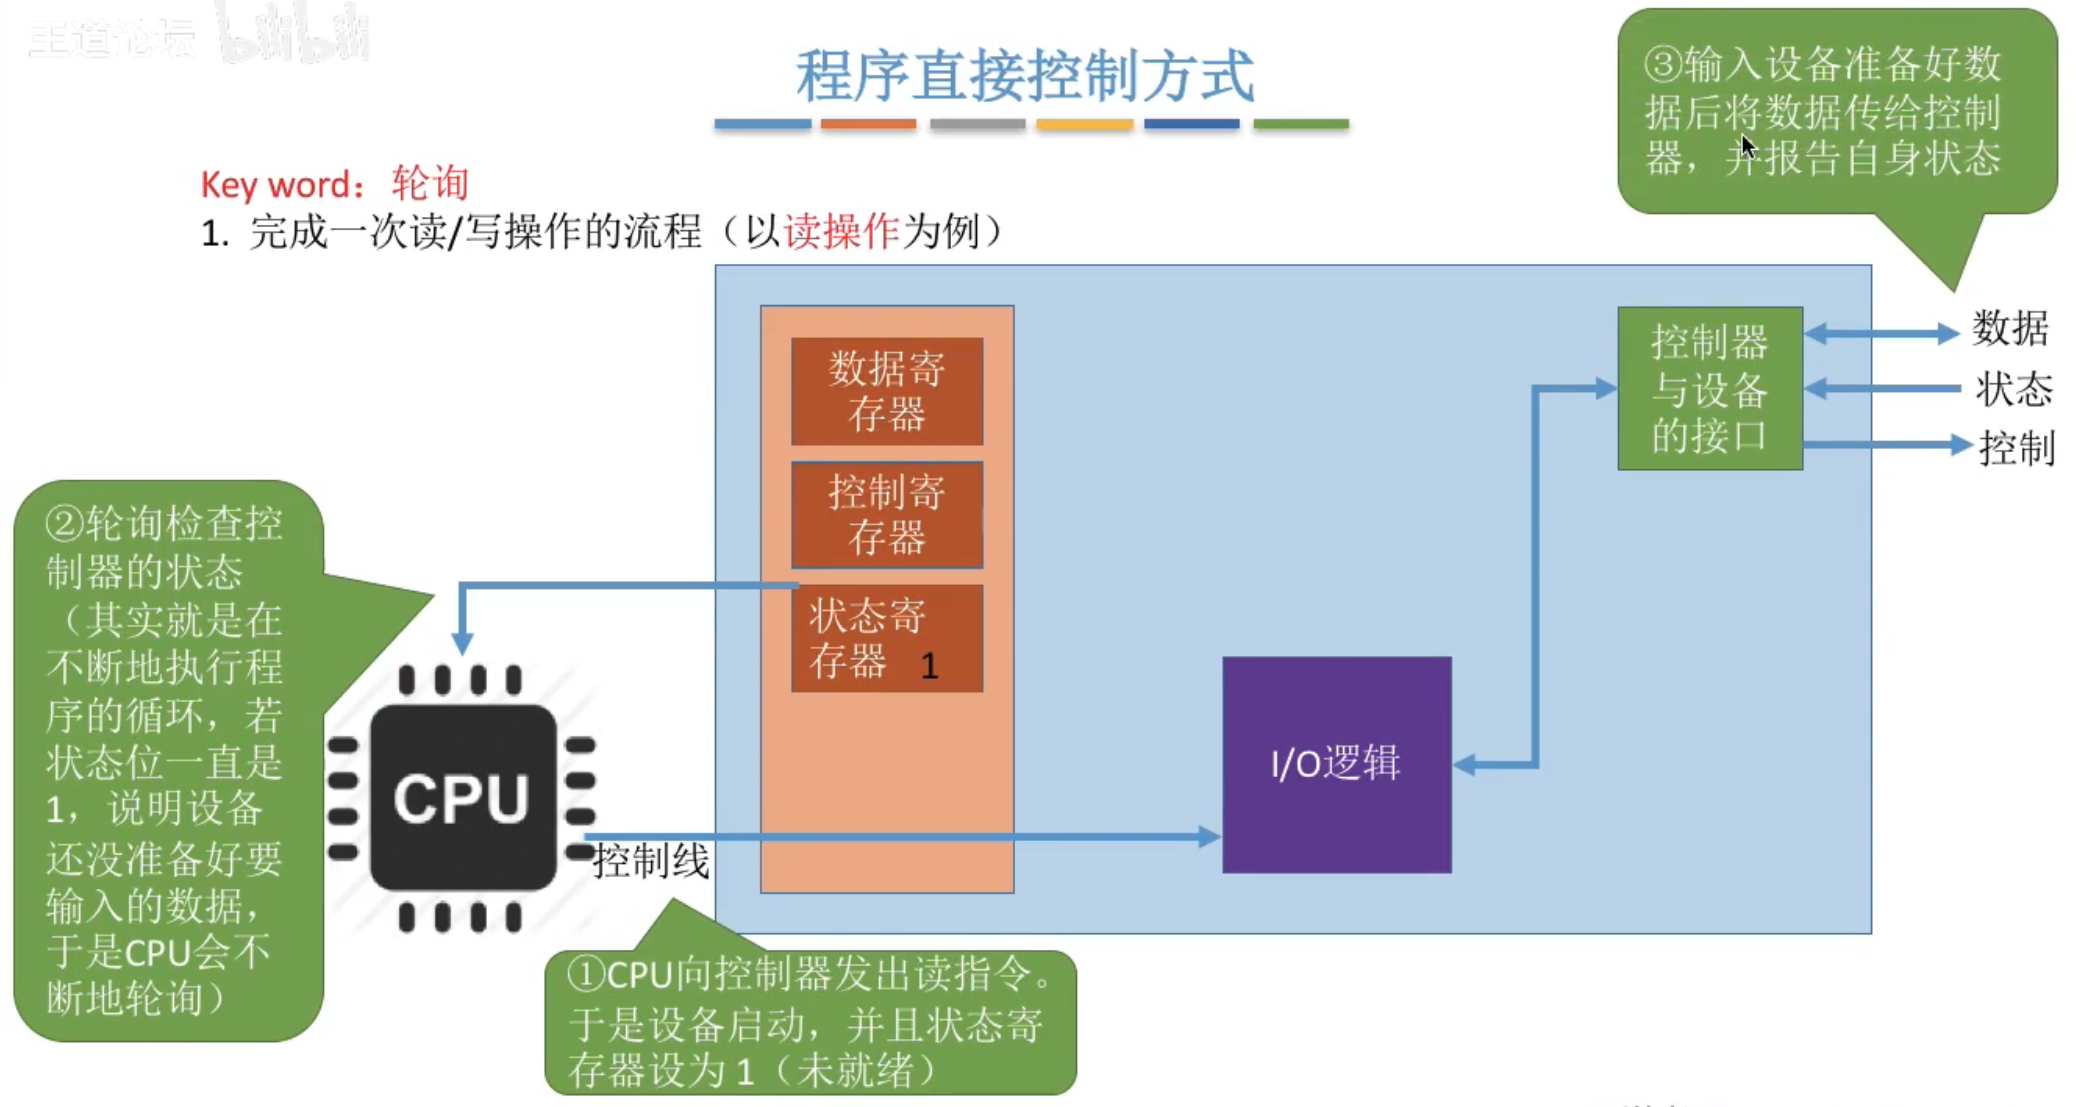 王道论坛 bilibili
程序直接控制方式
Key word：轮询
1. 完成一次读/写操作的流程（以读操作为例）
③输入设备准备好数
据后将数据传给控制
器，并报告自身状态
数据寄
存器
控制寄
存器
状态寄
存器 1
控制器
与设备
的接口
数据
状态
控制
②轮询检查控
制器的状态
（其实就是在
不断地执行程
序的循环，若
状态位一直是
1，说明设备
还没准备好要
输入的数据，
于是CPU会不
断地轮询）
CPU
控制线
I/O逻辑
①CPU向控制器发出读指令。
于是设备启动，并且状态寄
存器设为 1（未就绪）